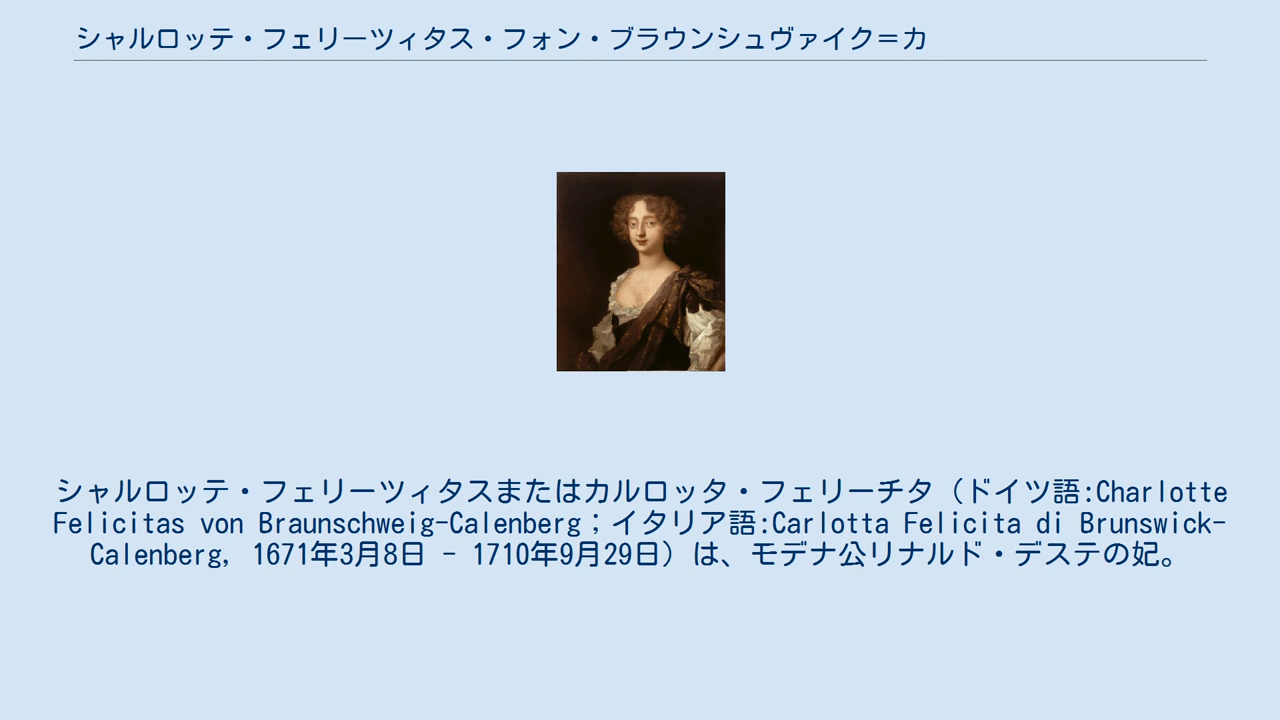 シャルロッテ・フェリーツィタス・フォン・ブラウンシュヴァイク＝カ
シャルロッテ・フェリーツィタスまたはカルロッタ・フェリーチタ（ドイツ語:Charlotte
Felicitas von Braunschweig-Calenberg；イタリア語:Carlotta Felicita di Brunswick-
Calenberg, 1671年3月8日 - 1710年9月29日）は、モデナ公リナルド・デステの妃。